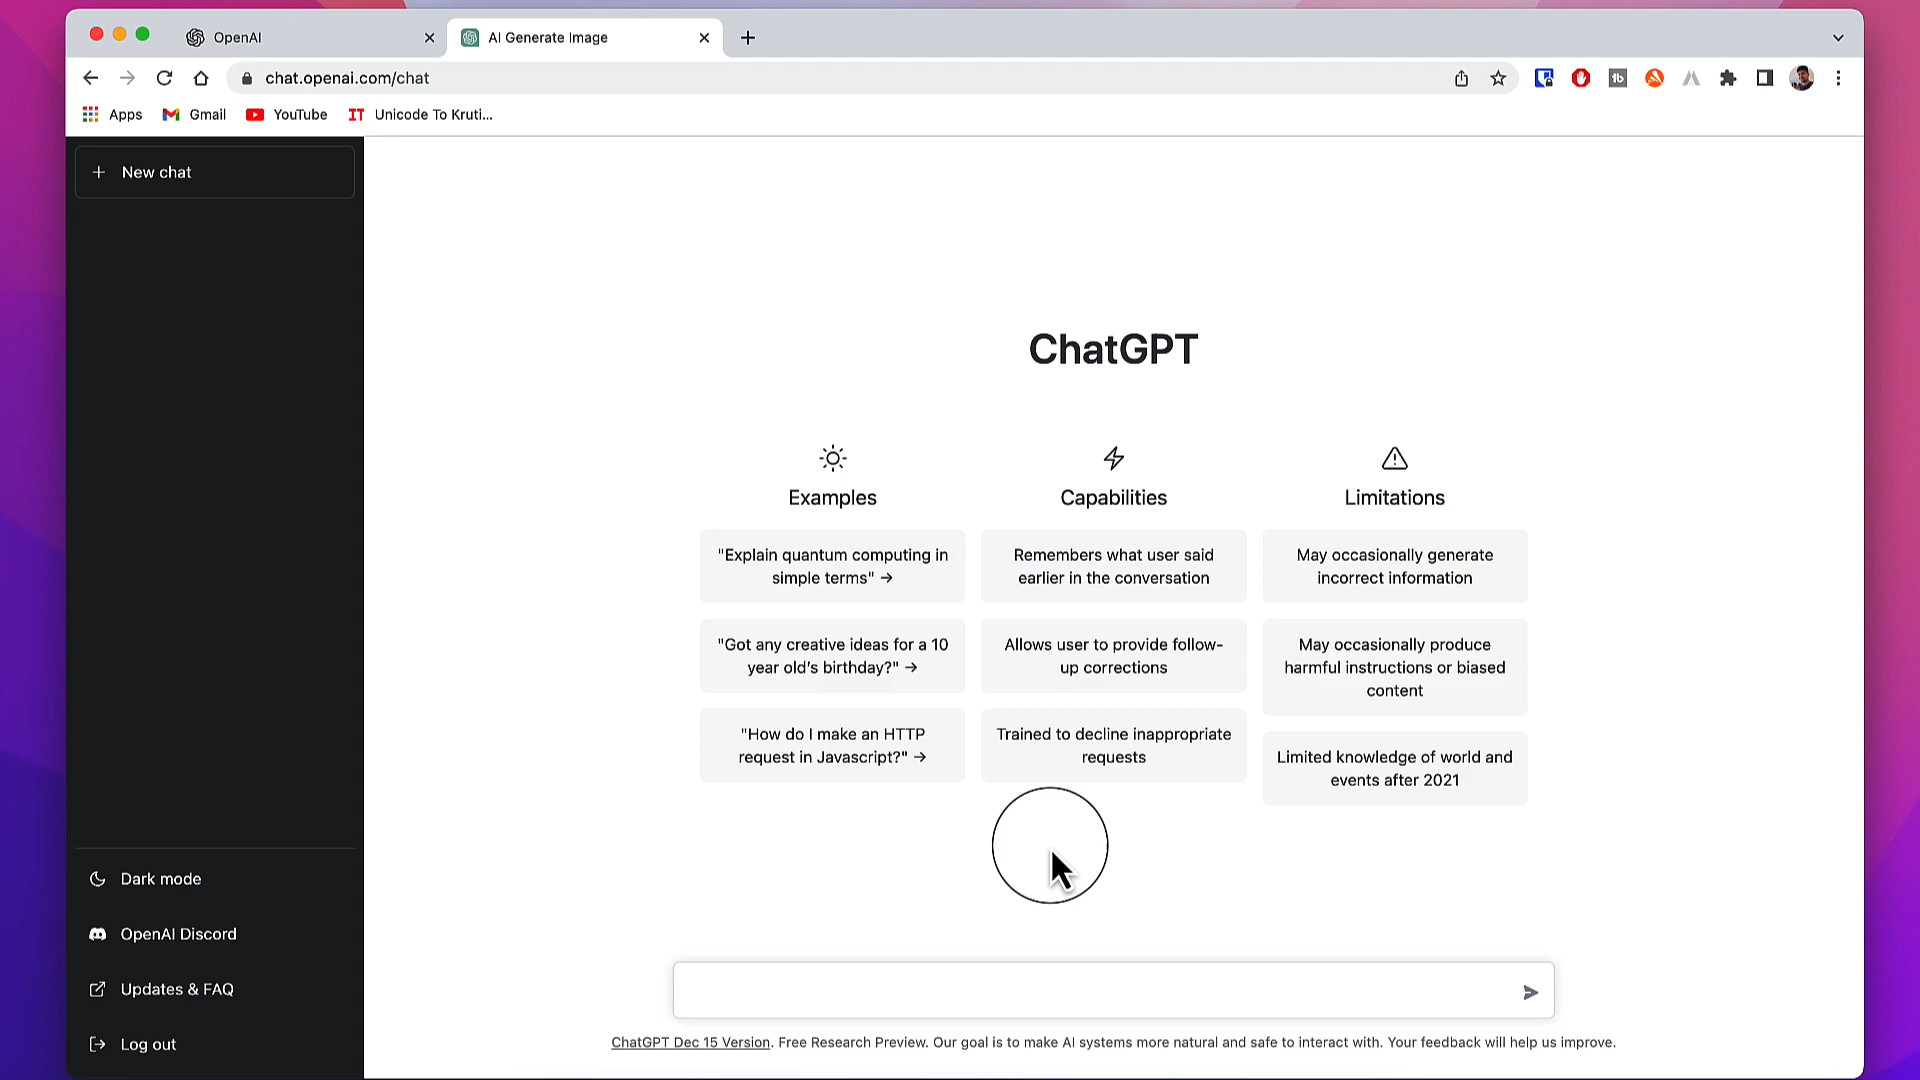 OpenAI
AI Generate Image
chat.openai.com/chat
tb
Apps
Gmail
YouTube
IT
Unicode To Kruti...
New chat
ChatGPT
Examples
"Explain quantum computing in
simple terms" →
"Got any creative ideas for a 10
year old's birthday?" →
"How do I make an HTTP
request in Javascript?" →
Capabilities
Remembers what user said
earlier in the conversation
Allows user to provide follow-
up corrections
Trained to decline inappropriate
requests
Limitations
May occasionally generate
incorrect information
May occasionally produce
harmful instructions or biased
content
Limited knowledge of world and
events after 2021
Dark mode
OpenAI Discord
Updates & FAQ
Log out
ChatGPT Dec 15 Version. Free Research Preview. Our goal is to make AI systems more natural and safe to interact with. Your feedback will help us improve.